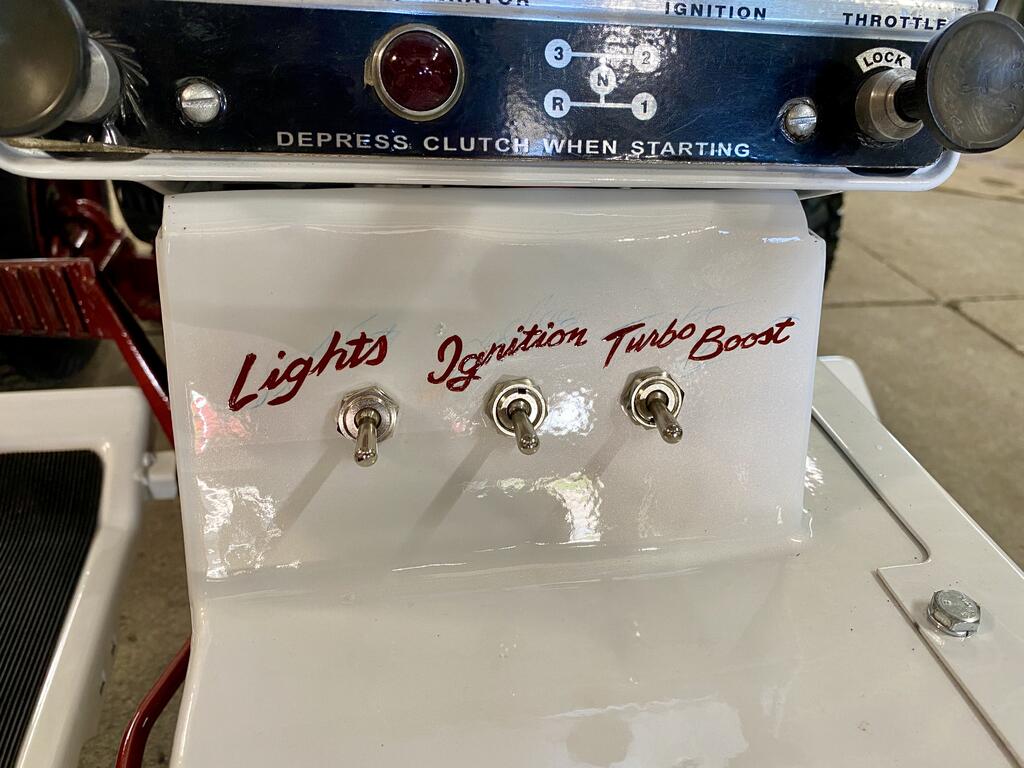 IGNITION
THROTTLE
LOCK
3 2
N
R 1
DEPRESS CLUTCH WHEN STARTING
Lights
Ignition
Turbo Boost